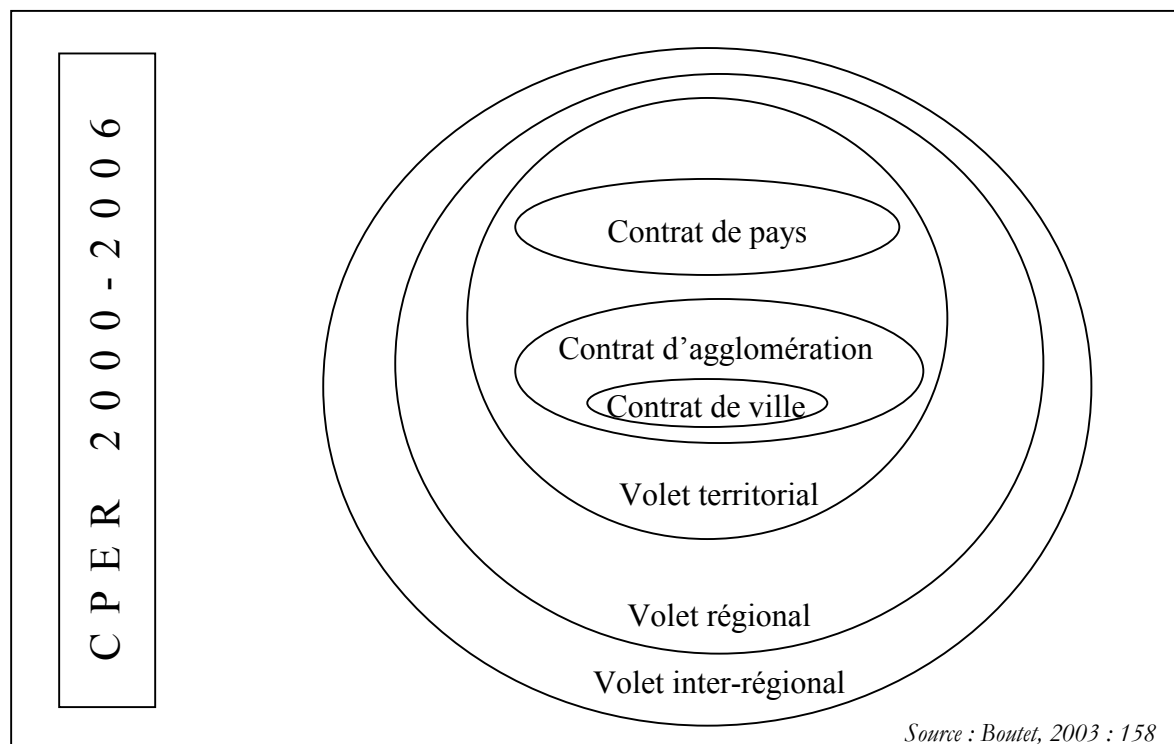 CPER 2000-2006
Contrat de pays
Contrat d’agglomération
Contrat de ville
Volet territorial
Volet régional
Volet inter-régional
Source : Boutet, 2003 : 158